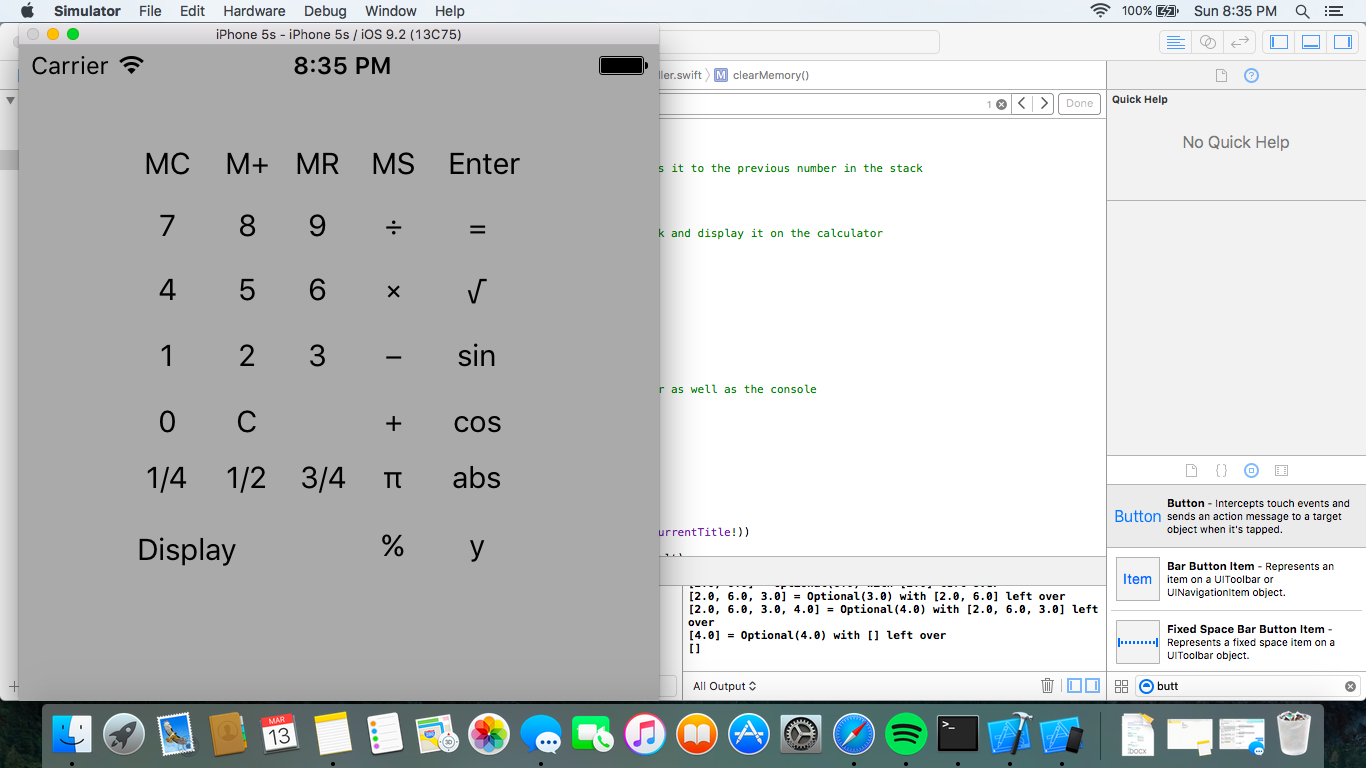 Simulator File Edit Hardware Debug Window Help 100% Sun 8:35 PM
iPhone 5s - iPhone 5s / iOS 9.2 (13C75)
Carrier 8:35 PM
MC M+ MR MS Enter
7 8 9 ÷ =
4 5 6 × √
1 2 3 − sin
0 C + cos
1/4 1/2 3/4 π abs
Display % y
ller.swift M clearMemory()
1 Done
s it to the previous number in the stack
k and display it on the calculator
r as well as the console
urrentTitle!))
[2.0, 6.0, 3.0] = Optional(3.0) with [2.0, 6.0] left over
[2.0, 6.0, 3.0, 4.0] = Optional(4.0) with [2.0, 6.0, 3.0] left
over
[4.0] = Optional(4.0) with [] left over
[]
All Output
Quick Help
No Quick Help
{}
Button
Button - Intercepts touch events and
sends an action message to a target
object when it's tapped.
Item
Bar Button Item - Represents an
item on a UIToolbar or
UINavigationItem object.
Fixed Space Bar Button Item -
Represents a fixed space item on a
UIToolbar object.
butt
MAR
13
3D
>_
.docx